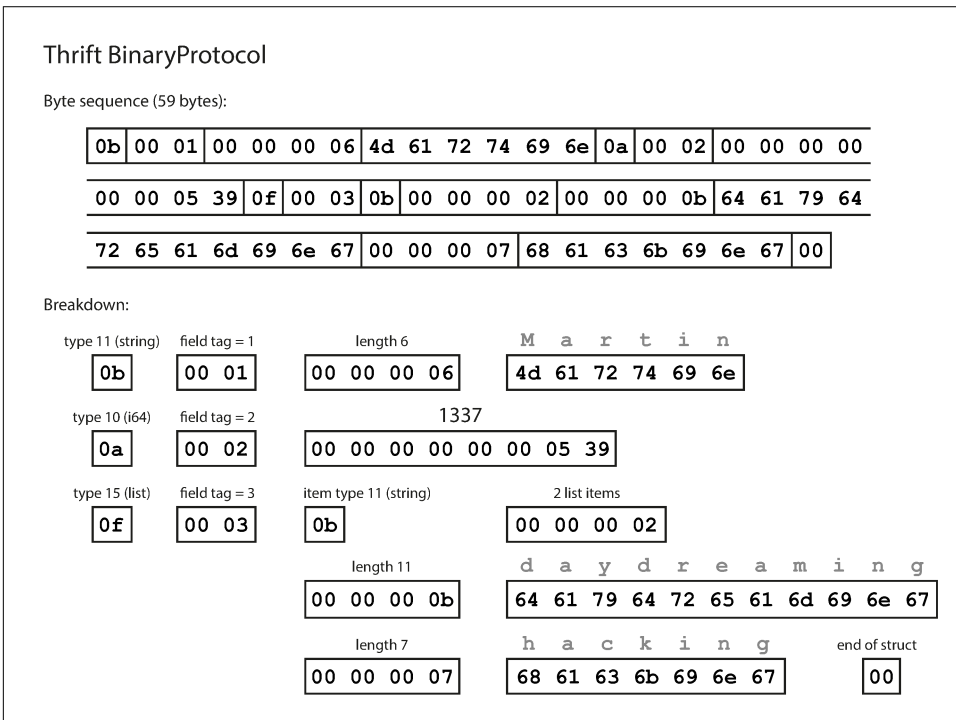 Thrift BinaryProtocol
Byte sequence (59 bytes):
0b 00 01 00 00 00 06 4d 61 72 74 69 6e 0a 00 02 00 00 00 00
00 00 05 39 0f 00 03 0b 00 00 00 02 00 00 00 0b 64 61 79 64
72 65 61 6d 69 6e 67 00 00 00 07 68 61 63 6b 69 6e 67 00
Breakdown:
type 11 (string) field tag = 1 length 6 M a r t i n
0b 00 01 00 00 00 06 4d 61 72 74 69 6e
type 10 (i64) field tag = 2 1337
0a 00 02 00 00 00 00 00 00 05 39
type 15 (list) field tag = 3 item type 11 (string) 2 list items
0f 00 03 0b 00 00 00 02
length 11 d a y d r e a m i n g
00 00 00 0b 64 61 79 64 72 65 61 6d 69 6e 67
length 7 h a c k i n g end of struct
00 00 00 07 68 61 63 6b 69 6e 67 00